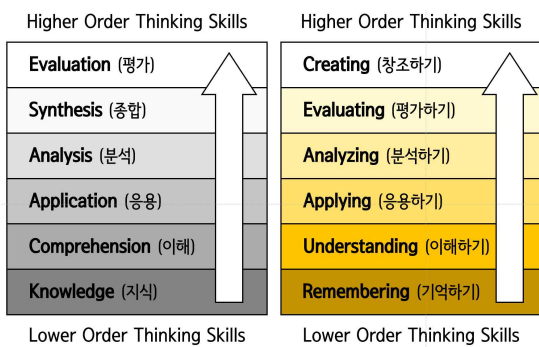 Higher Order Thinking Skills
Evaluation (평가)
Synthesis (종합)
Analysis (분석)
Application (응용)
Comprehension (이해)
Knowledge (지식)
Lower Order Thinking Skills
Higher Order Thinking Skills
Creating (창조하기)
Evaluating (평가하기)
Analyzing (분석하기)
Applying (응용하기)
Understanding (이해하기)
Remembering (기억하기)
Lower Order Thinking Skills